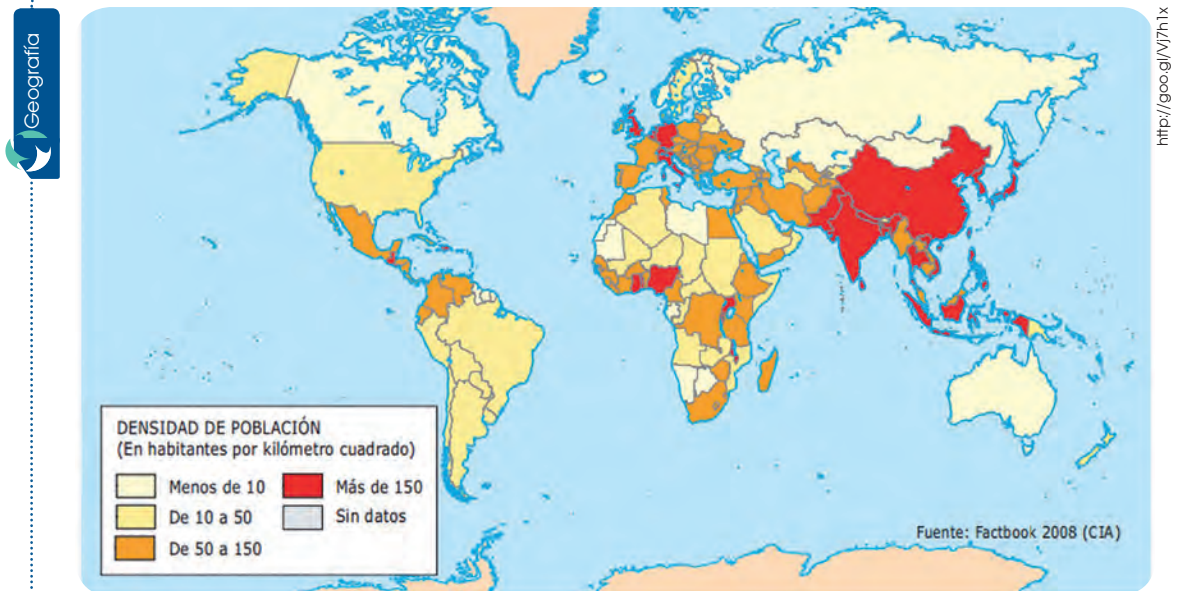 Geografía
http://goo.gl/Vj7h1x
DENSIDAD DE POBLACIÓN
(En habitantes por kilómetro cuadrado)
Menos de 10
De 10 a 50
De 50 a 150
Más de 150
Sin datos
Fuente: Factbook 2008 (CIA)